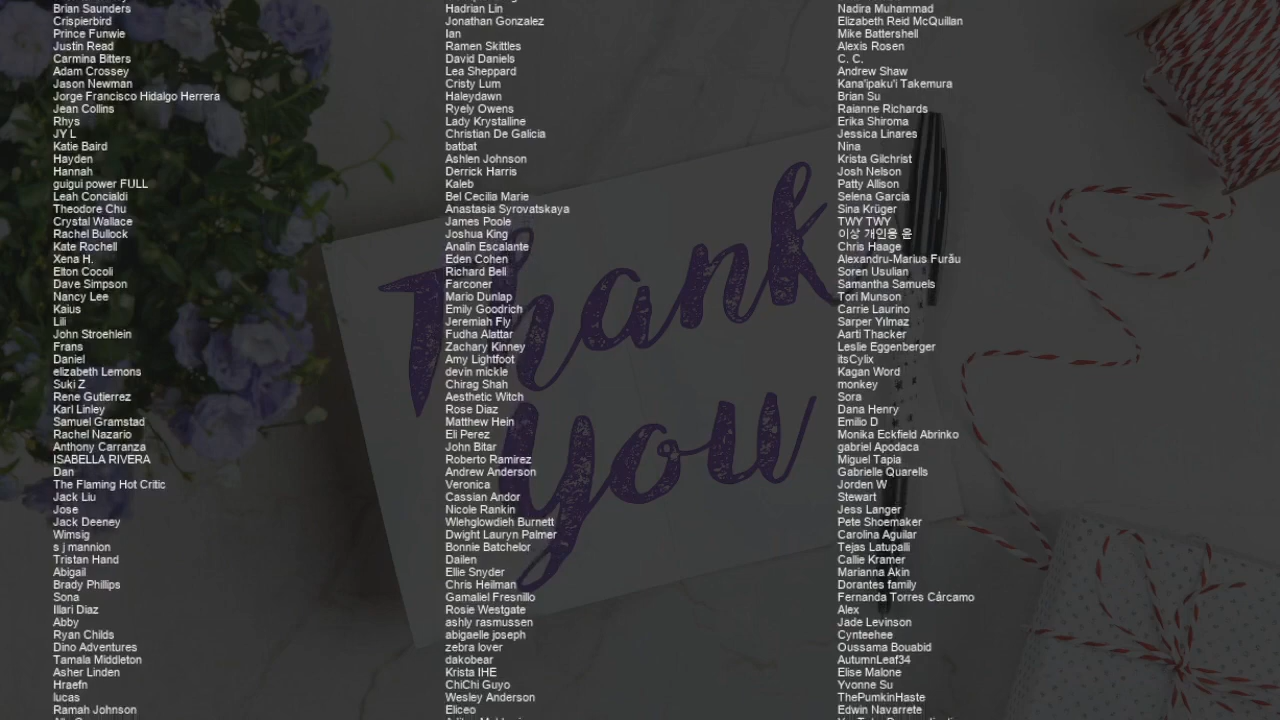 Brian Saunders
Crispierbird
Prince Funwie
Justin Read
Carmina Bitters
Adam Crossey
Jason Newman
Jorge Francisco Hidalgo Herrera
Jean Collins
Rhys
JY L
Katie Baird
Hayden
Hannah
guigui power FULL
Leah Concialdi
Theodore Chu
Crystal Wallace
Rachel Bullock
Kate Rochell
Xena H.
Elton Cocoli
Dave Simpson
Nancy Lee
Kaius
Lili
John Stroehlein
Frans
Daniel
elizabeth Lemons
Suki Z
Rene Gutierrez
Karl Linley
Samuel Gramstad
Rachel Nazario
Anthony Carranza
ISABELLA RIVERA
Dan
The Flaming Hot Critic
Jack Liu
Jose
Jack Deeney
Wimsig
s j mannion
Tristan Hand
Abigail
Brady Phillips
Sona
Illari Diaz
Abby
Ryan Childs
Dino Adventures
Tamala Middleton
Asher Linden
Hraefn
lucas
Ramah Johnson
Hadrian Lin
Jonathan Gonzalez
Ian
Ramen Skittles
David Daniels
Lea Sheppard
Cristy Lum
Haleydawn
Ryely Owens
Lady Krystalline
Christian De Galicia
batbat
Ashlen Johnson
Derrick Harris
Kaleb
Bel Cecilia Marie
Anastasia Syrovatskaya
James Poole
Joshua King
Analin Escalante
Eden Cohen
Richard Bell
Farconer
Mario Dunlap
Emily Goodrich
Jeremiah Fly
Fudha Alattar
Zachary Kinney
Amy Lightfoot
devin mickle
Chirag Shah
Aesthetic Witch
Rose Diaz
Matthew Hein
Eli Perez
John Bitar
Roberto Ramirez
Andrew Anderson
Veronica
Cassian Andor
Nicole Rankin
Wlehglowdieh Burnett
Dwight Lauryn Palmer
Bonnie Batchelor
Dailen
Ellie Snyder
Chris Heilman
Gamaliel Fresnillo
Rosie Westgate
ashly rasmussen
abigaelle joseph
zebra lover
dakobear
Krista IHE
ChiChi Guyo
Wesley Anderson
Eliceo
Nadira Muhammad
Elizabeth Reid McQuillan
Mike Battershell
Alexis Rosen
C. C.
Andrew Shaw
Kana'ipaku'i Takemura
Brian Su
Raianne Richards
Erika Shiroma
Jessica Linares
Nina
Krista Gilchrist
Josh Nelson
Patty Allison
Selena Garcia
Sina Krüger
TWY TWY
이상 개인용 윤
Chris Haage
Alexandru-Marius Furău
Soren Usulian
Samantha Samuels
Tori Munson
Carrie Laurino
Sarper Yılmaz
Aarti Thacker
Leslie Eggenberger
itsCylix
Kagan Word
monkey
Sora
Dana Henry
Emilio D
Monika Eckfield Abrinko
gabriel Apodaca
Miguel Tapia
Gabrielle Quarells
Jorden W
Stewart
Jess Langer
Pete Shoemaker
Carolina Aguilar
Tejas Latupalli
Callie Kramer
Marianna Akin
Dorantes family
Fernanda Torres Cårcamo
Alex
Jade Levinson
Cynteehee
Oussama Bouabid
AutumnLeaf34
Elise Malone
Yvonne Su
ThePumkinHaste
Edwin Navarrete
Thank
You